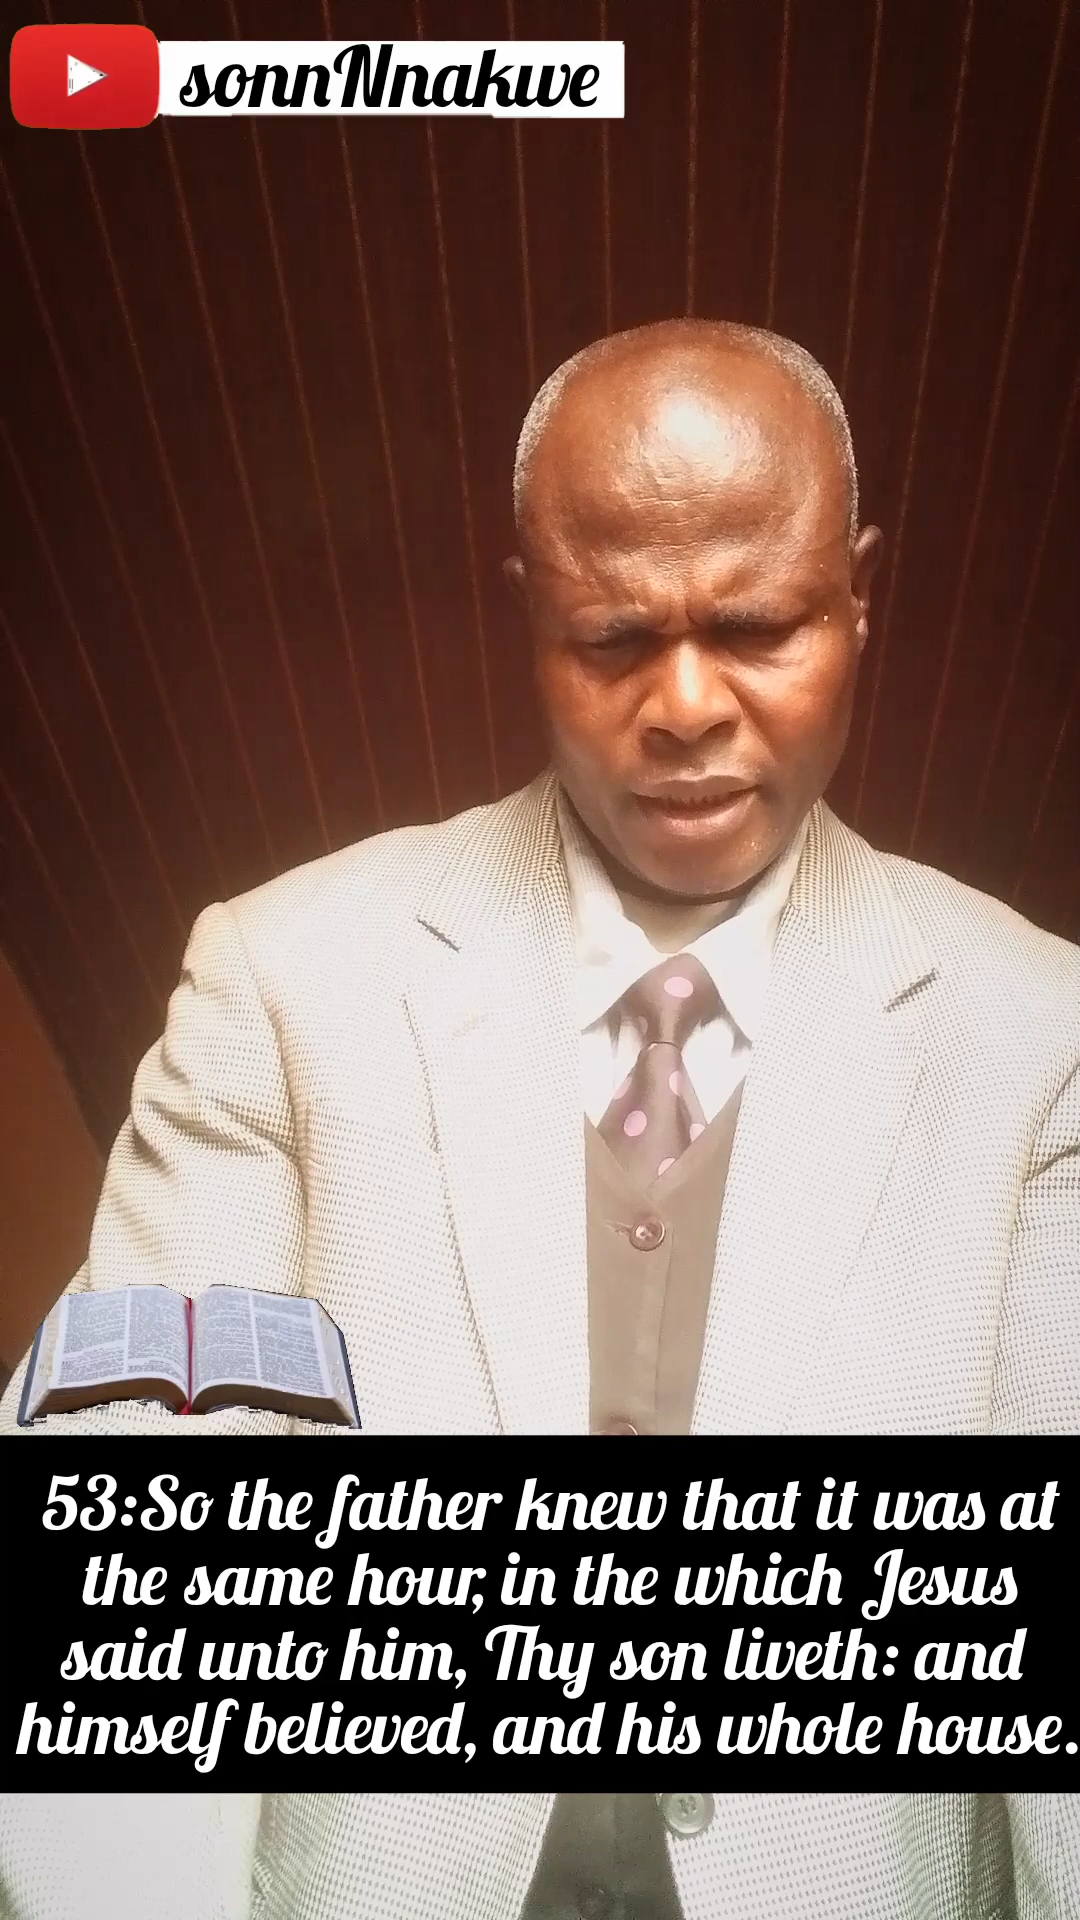 sonnNnakwe
53:So the father knew that it was at
the same hour, in the which Jesus
said unto him, Thy son liveth: and
himself believed, and his whole house.